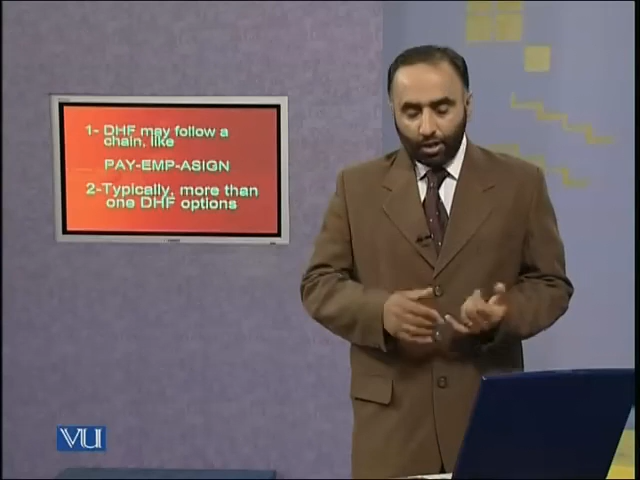 1- DHF may follow a
chain, like
PAY-EMP-ASIGN
2-Typically, more than
one DHF options
VU